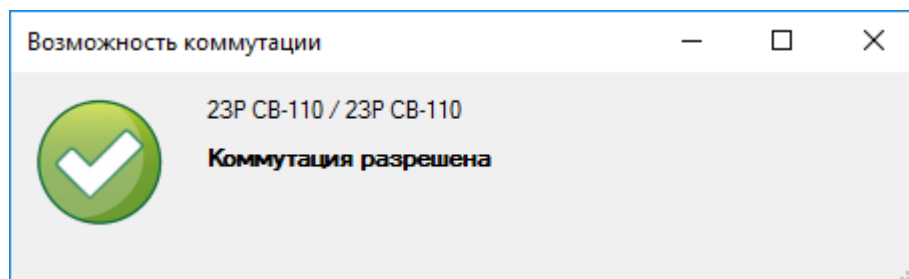 Возможность коммутации
23Р СВ-110 / 23Р СВ-110
Коммутация разрешена